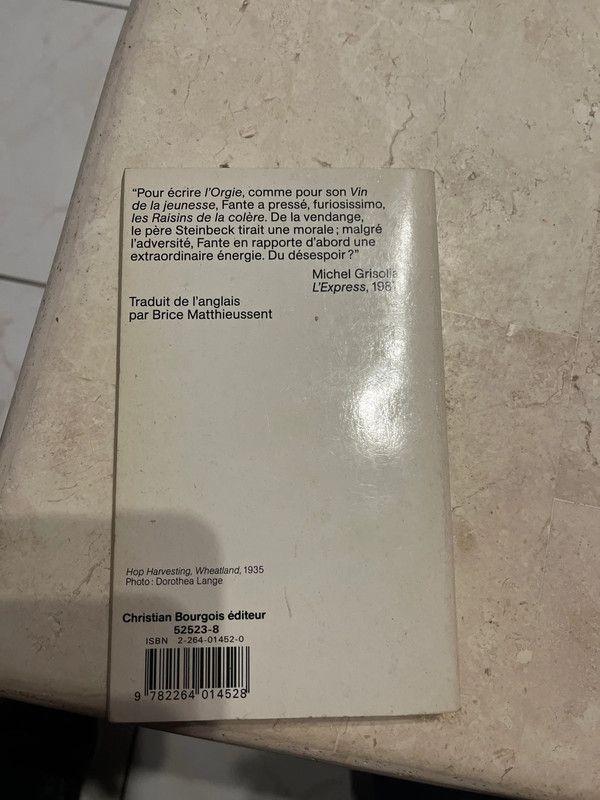 “Pour écrire l’Orgie, comme pour son Vin
de la jeunesse, Fante a pressé, furiosissimo,
les Raisins de la colère. De la vendange,
le père Steinbeck tirait une morale ; malgré
l’adversité, Fante en rapporte d’abord une
extraordinaire énergie. Du désespoir ?”
Michel Grisolia
L’Express,
Traduit de l’anglais
par Brice Matthieussent
Hop Harvesting, Wheatland, 1935
Photo : Dorothea Lange
Christian Bourgois éditeur
52523-8
ISBN 2-264-01452-0
9 782264 014528